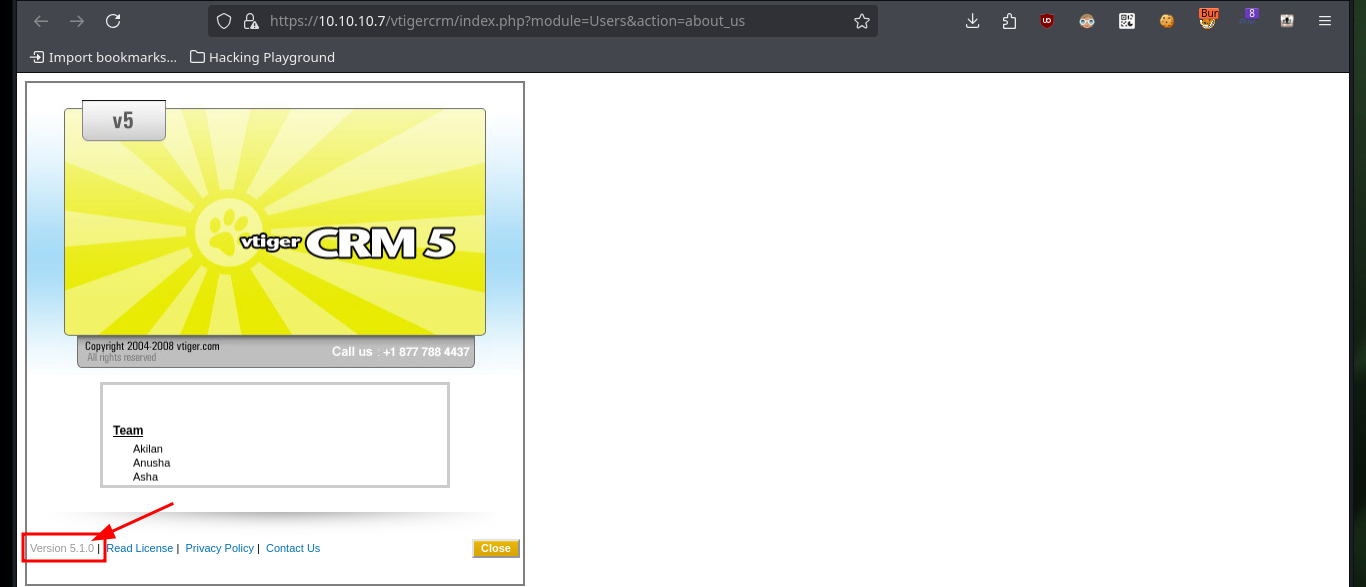 https://10.10.10.7/vtigercrm/index.php?module=Users&action=about_us
Bur
8
Import bookmarks... Hacking Playground
v5
vtiger CRM 5
Copyright 2004-2008 vtiger.com
All rights reserved
Call us : +1 877 788 4437
Team
Akilan
Anusha
Asha
Version 5.1.0 | Read License | Privacy Policy | Contact Us
Close